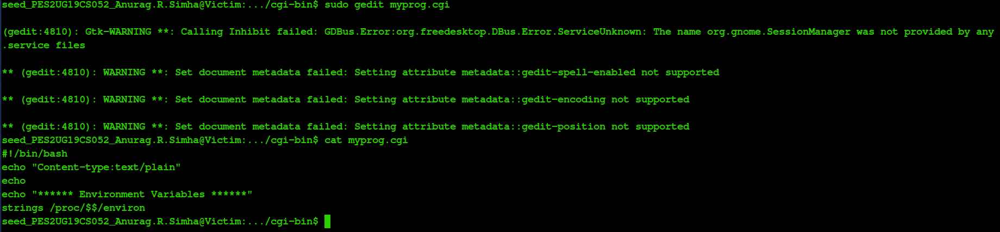 seed_PES2UG19CS052_Anurag.R.Simha@Victim:.../cgi-bin$ sudo gedit myprog.cgi
(gedit:4810): Gtk-WARNING **: Calling Inhibit failed: GDBus.Error:org.freedesktop.DBus.Error.ServiceUnknown: The name org.gnome.SessionManager was not provided by any
.service files
** (gedit:4810): WARNING **: Set document metadata failed: Setting attribute metadata::gedit-spell-enabled not supported
** (gedit:4810): WARNING **: Set document metadata failed: Setting attribute metadata::gedit-encoding not supported
** (gedit:4810): WARNING **: Set document metadata failed: Setting attribute metadata::gedit-position not supported
seed_PES2UG19CS052_Anurag.R.Simha@Victim:.../cgi-bin$ cat myprog.cgi
#!/bin/bash
echo "Content-type:text/plain"
echo
echo "****** Environment Variables ******"
strings /proc/$$/environ
seed_PES2UG19CS052_Anurag.R.Simha@Victim:.../cgi-bin$